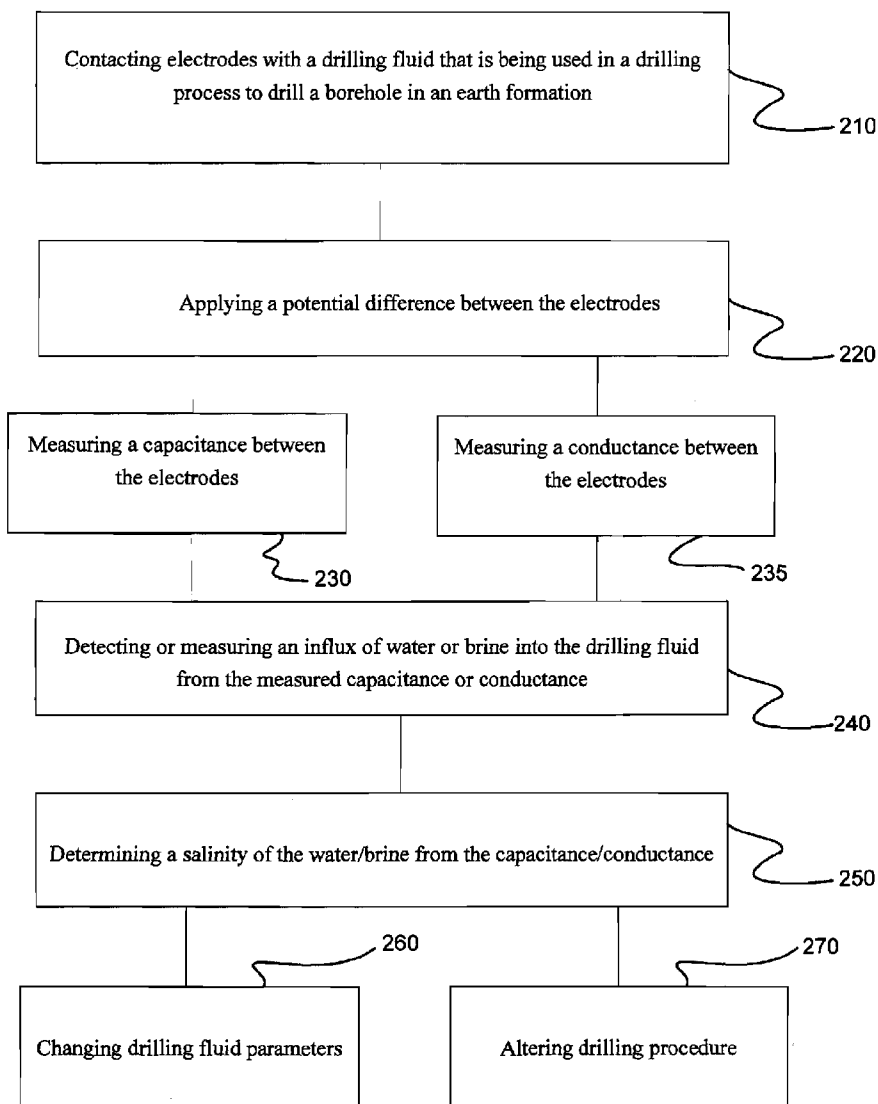 Contacting electrodes with a drilling fluid that is being used in a drilling
process to drill a borehole in an earth formation
210
Applying a potential difference between the electrodes
220
Measuring a capacitance between
the electrodes
230
Measuring a conductance between
the electrodes
235
Detecting or measuring an influx of water or brine into the drilling fluid
from the measured capacitance or conductance
240
Determining a salinity of the water/brine from the capacitance/conductance
250
260
Changing drilling fluid parameters
270
Altering drilling procedure